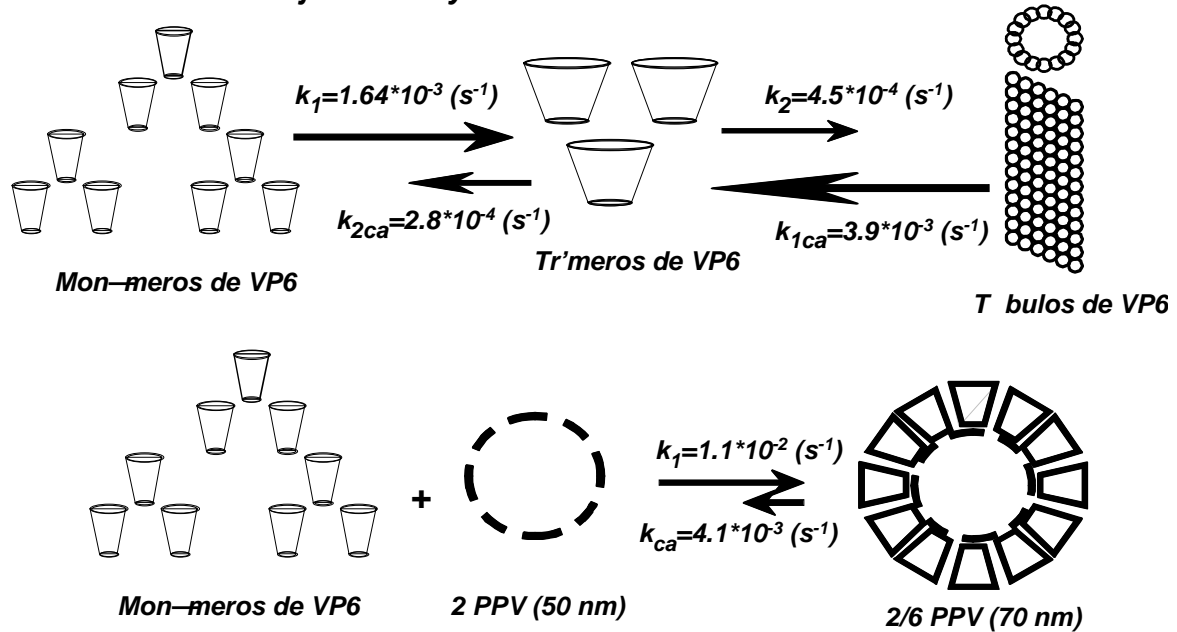 k1=1.64*10-3 (s-1)
k2=4.5*10-4 (s-1)
k2ca=2.8*10-4 (s-1)
k1ca=3.9*10-3 (s-1)
Mon—meros de VP6
Tr'meros de VP6
T bulos de VP6
k1=1.1*10-2 (s-1)
+
kca=4.1*10-3 (s-1)
Mon—meros de VP6
2 PPV (50 nm)
2/6 PPV (70 nm)